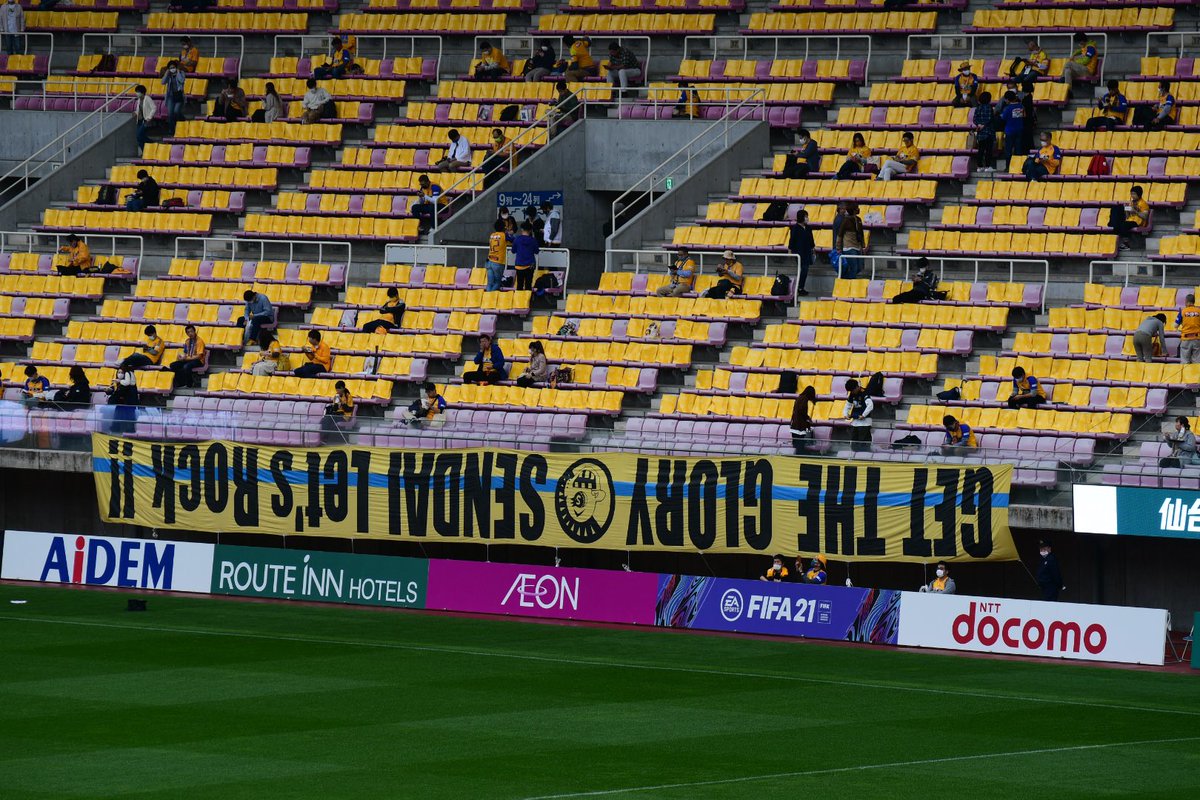 9列~24列
GET THE GLORY SENDAI Let's Rock !!
仙台
AiDEM
ROUTE INN HOTELS
ÆON
EA SPORTS FIFA 21
NTT docomo